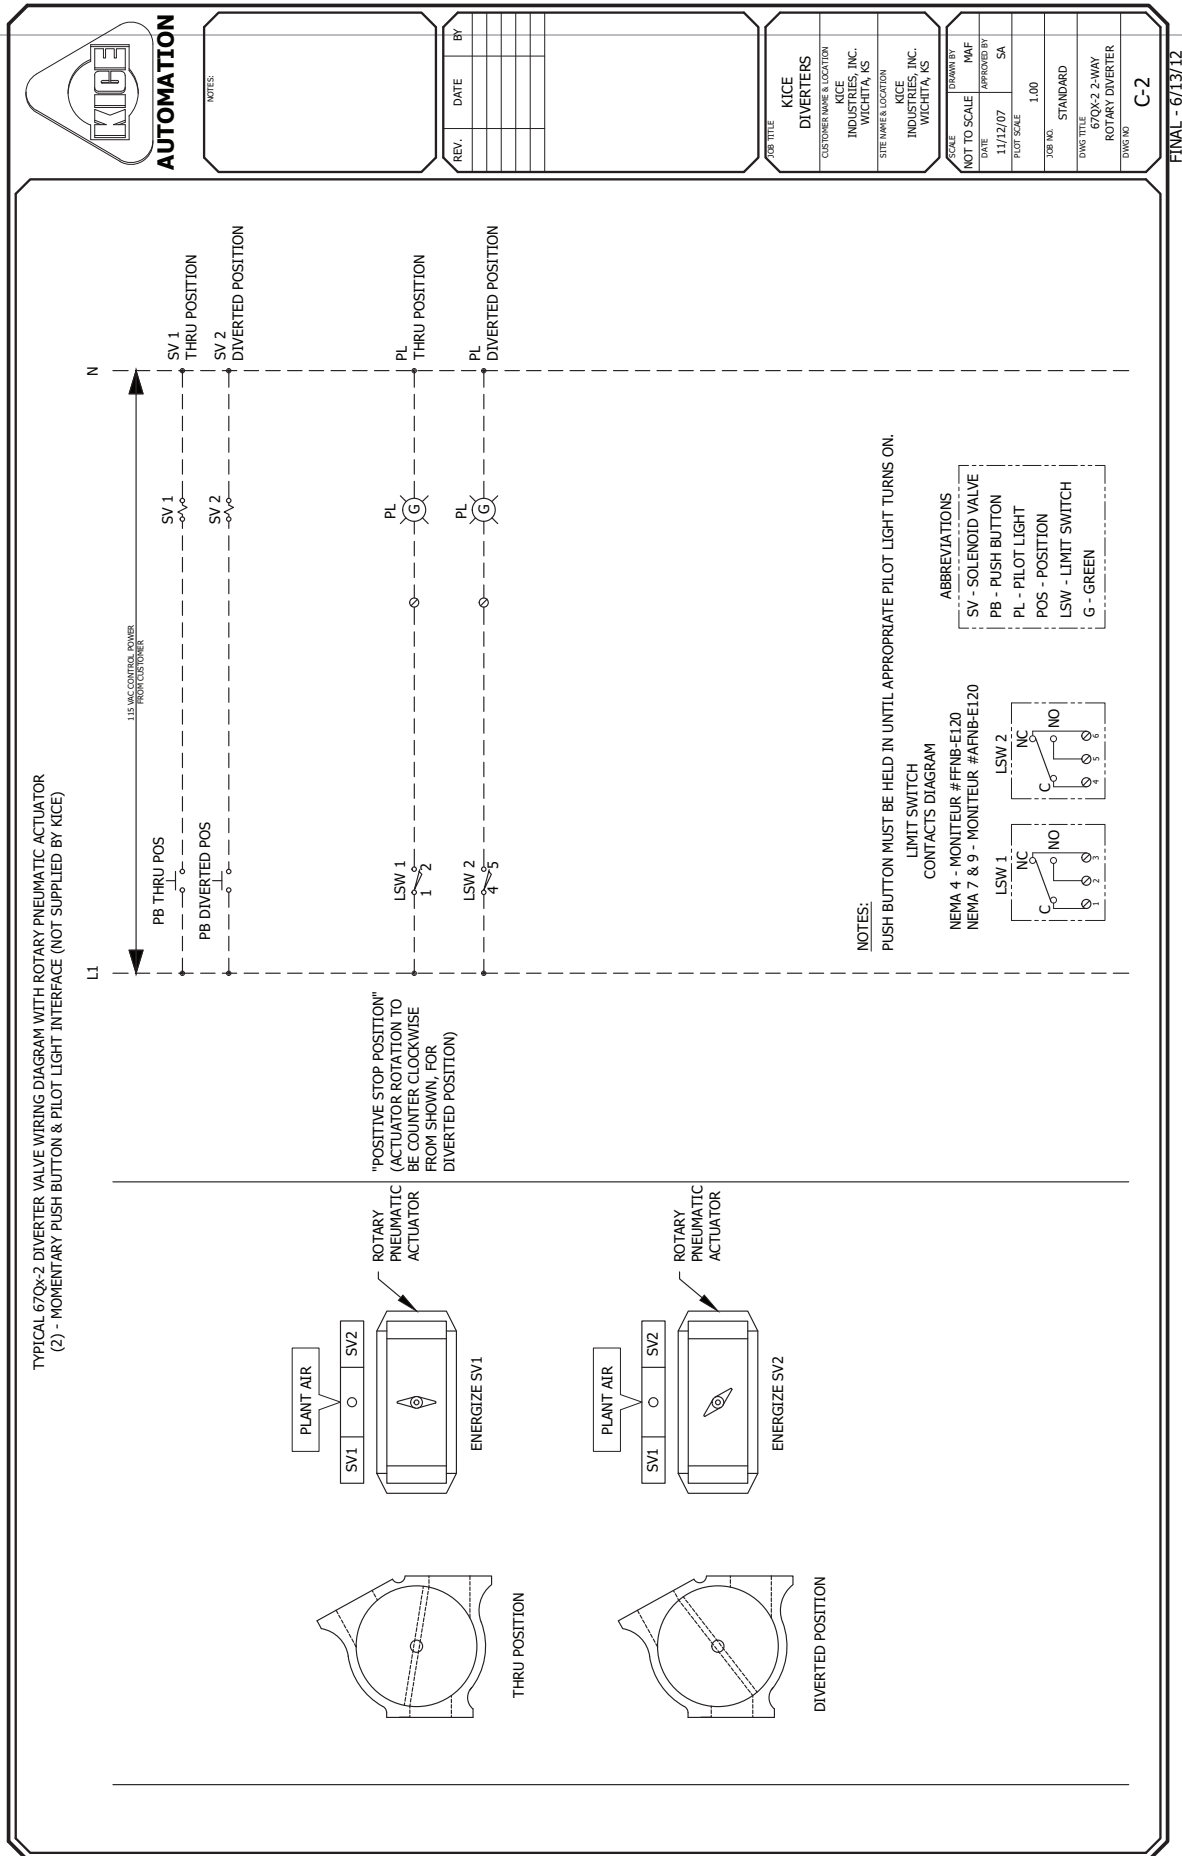 TYPICAL 67Qx-2 DIVERTER VALVE WIRING DIAGRAM WITH ROTARY PNEUMATIC ACTUATOR
(2) - MOMENTARY PUSH BUTTON & PILOT LIGHT INTERFACE (NOT SUPPLIED BY KICE)
THRU POSITION
DIVERTED POSITION
PLANT AIR
SV1
SV2
ROTARY
PNEUMATIC
ACTUATOR
ENERGIZE SV1
PLANT AIR
SV1
SV2
ROTARY
PNEUMATIC
ACTUATOR
ENERGIZE SV2
"POSITIVE STOP POSITION"
(ACTUATOR ROTATION TO
BE COUNTER CLOCKWISE
FROM SHOWN, FOR
DIVERTED POSITION)
L1
N
115 VAC CONTROL POWER
FROM CUSTOMER
PB THRU POS
SV 1
SV 1
THRU POSITION
PB DIVERTED POS
SV 2
SV 2
DIVERTED POSITION
LSW 1
1 2
PL
G
PL
THRU POSITION
LSW 2
4 5
PL
G
PL
DIVERTED POSITION
NOTES:
PUSH BUTTON MUST BE HELD IN UNTIL APPROPRIATE PILOT LIGHT TURNS ON.
LIMIT SWITCH
CONTACTS DIAGRAM
NEMA 4 - MONITEUR #FFNB-E120
NEMA 7 & 9 - MONITEUR #AFNB-E120
LSW 1
NC
C
NO
1 2 3
LSW 2
NC
C
NO
4 5 6
ABBREVIATIONS
SV - SOLENOID VALVE
PB - PUSH BUTTON
PL - PILOT LIGHT
POS - POSITION
LSW - LIMIT SWITCH
G - GREEN
KICE
AUTOMATION
NOTES:
REV.
DATE
BY
JOB TITLE
KICE
DIVERTERS
CUSTOMER NAME & LOCATION
KICE
INDUSTRIES, INC.
WICHITA, KS
SITE NAME & LOCATION
KICE
INDUSTRIES, INC.
WICHITA, KS
SCALE
NOT TO SCALE
DRAWN BY
MAF
DATE
11/12/07
APPROVED BY
SA
PLOT SCALE
1.00
JOB NO.
STANDARD
DWG TITLE
67QX-2 2-WAY
ROTARY DIVERTER
DWG NO
C-2
FINAL - 6/13/12